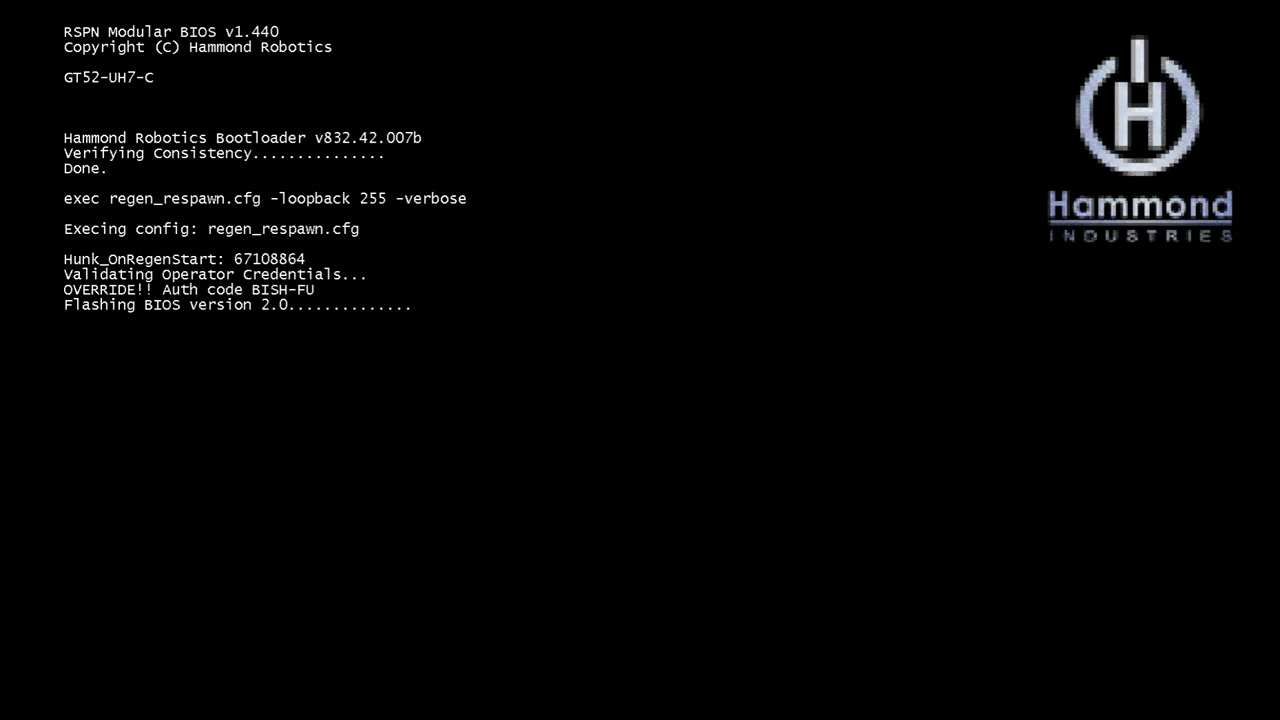 RSPN Modular BIOS v1.440
Copyright (C) Hammond Robotics
GT52-UH7-C
Hammond Robotics Bootloader v832.42.007b
Verifying Consistency...............
Done.
exec regen_respawn.cfg -loopback 255 -verbose
Execing config: regen_respawn.cfg
Hunk_OnRegenStart: 67108864
Validating Operator Credentials...
OVERRIDE!! Auth code BISH-FU
Flashing BIOS version 2.0..............
H
Hammond
INDUSTRIES